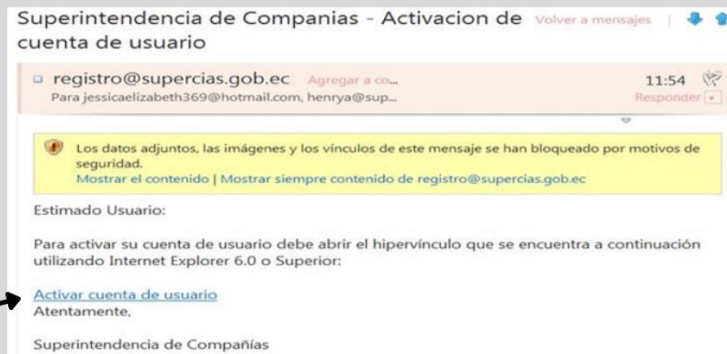 Superintendencia de Companias - Activacion de Volver a mensajes |
cuenta de usuario
registro@supercias.gob.ec Agregar a co...
11:54
Para jessicaelizabeth369@hotmail.com, henrya@sup...
Responder
Los datos adjuntos, las imágenes y los vínculos de este mensaje se han bloqueado por motivos de
seguridad.
Mostrar el contenido | Mostrar siempre contenido de registro@supercias.gob.ec
Estimado Usuario:
Para activar su cuenta de usuario debe abrir el hipervínculo que se encuentra a continuación
utilizando Internet Explorer 6.0 o Superior:
Activar cuenta de usuario
Atentamente,
Superintendencia de Compañías